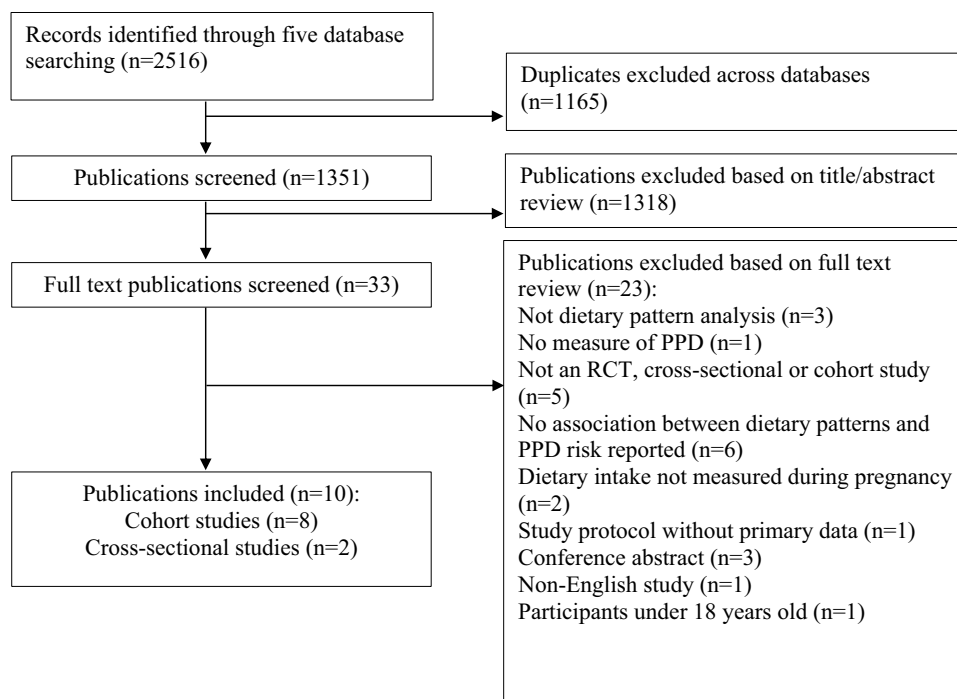 Records identified through five database
searching (n=2516)
Duplicates excluded across databases
(n=1165)
Publications screened (n=1351)
Publications excluded based on title/abstract
review (n=1318)
Full text publications screened (n=33)
Publications excluded based on full text
review (n=23):
Not dietary pattern analysis (n=3)
No measure of PPD (n=1)
Not an RCT, cross-sectional or cohort study
(n=5)
No association between dietary patterns and
PPD risk reported (n=6)
Dietary intake not measured during pregnancy
(n=2)
Study protocol without primary data (n=1)
Conference abstract (n=3)
Non-English study (n=1)
Participants under 18 years old (n=1)
Publications included (n=10):
Cohort studies (n=8)
Cross-sectional studies (n=2)